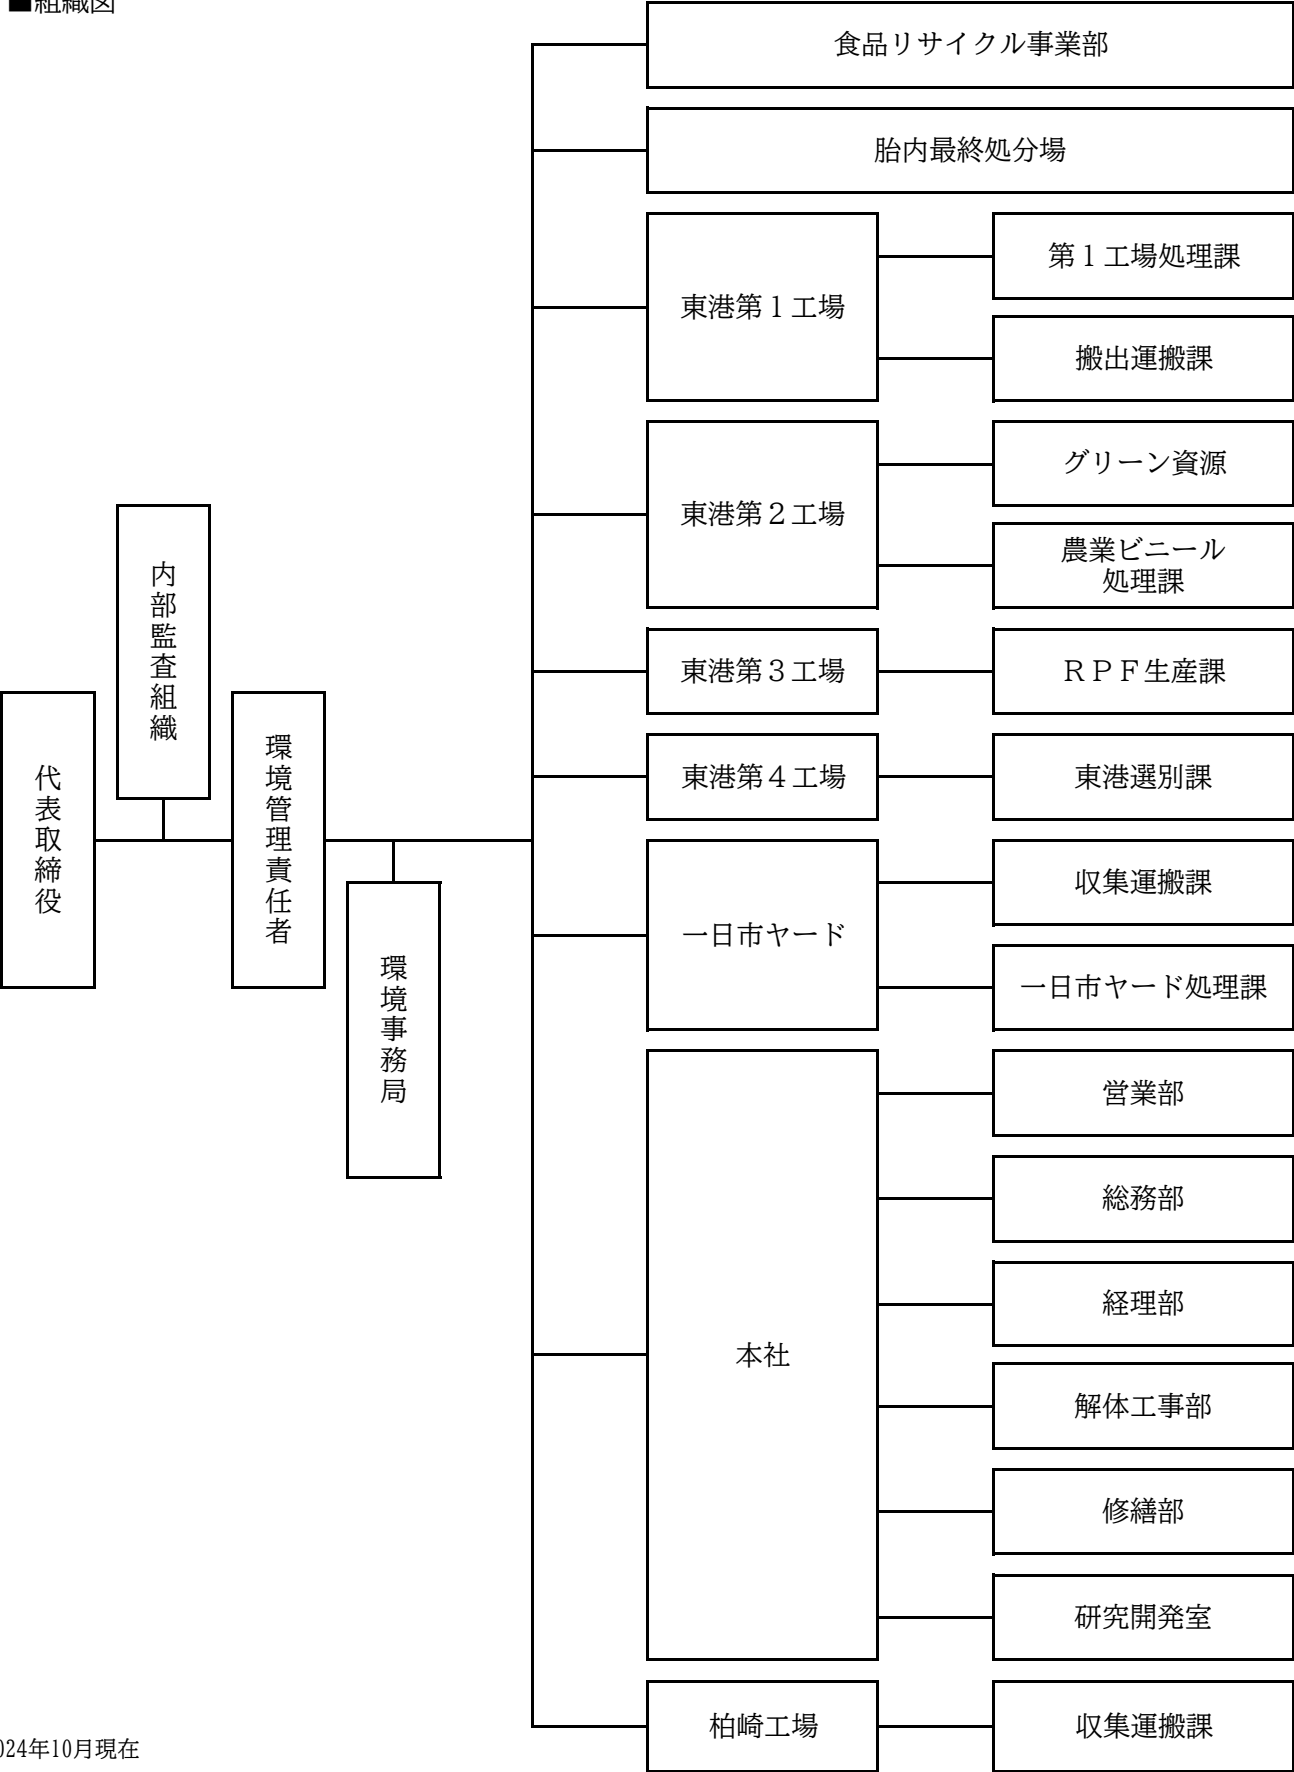 ■組織図
食品リサイクル事業部
胎内最終処分場
東港第１工場
第１工場処理課
搬出運搬課
東港第２工場
グリーン資源
農業ビニール
処理課
東港第３工場
ＲＰＦ生産課
東港第４工場
東港選別課
一日市ヤード
収集運搬課
一日市ヤード処理課
本社
営業部
総務部
経理部
解体工事部
修繕部
研究開発室
柏崎工場
収集運搬課
代表取締役
内部監査組織
環境管理責任者
環境事務局
024年10月現在